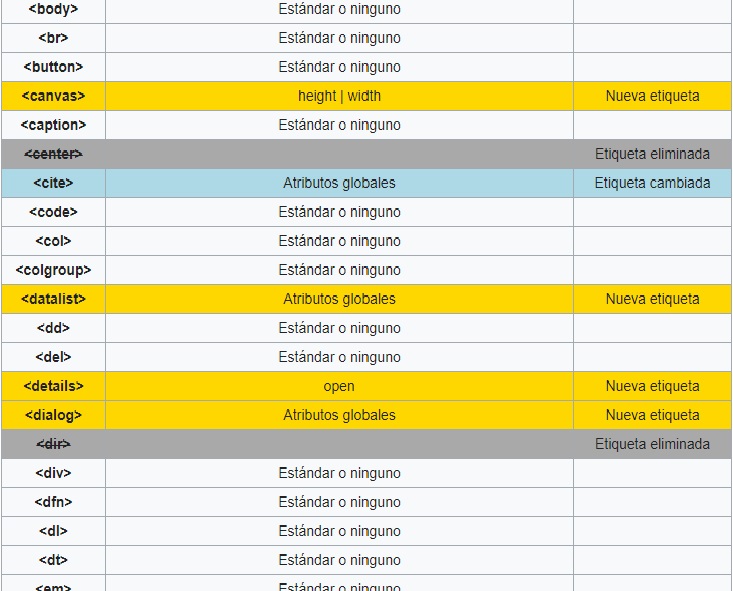 <body> Estándar o ninguno
<br> Estándar o ninguno
<button> Estándar o ninguno
<canvas> height | width Nueva etiqueta
<caption> Estándar o ninguno
<center> Etiqueta eliminada
<cite> Atributos globales Etiqueta cambiada
<code> Estándar o ninguno
<col> Estándar o ninguno
<colgroup> Estándar o ninguno
<datalist> Atributos globales Nueva etiqueta
<dd> Estándar o ninguno
<del> Estándar o ninguno
<details> open Nueva etiqueta
<dialog> Atributos globales Nueva etiqueta
<dir> Etiqueta eliminada
<div> Estándar o ninguno
<dfn> Estándar o ninguno
<dl> Estándar o ninguno
<dt> Estándar o ninguno
<em> Estándar o ninguno